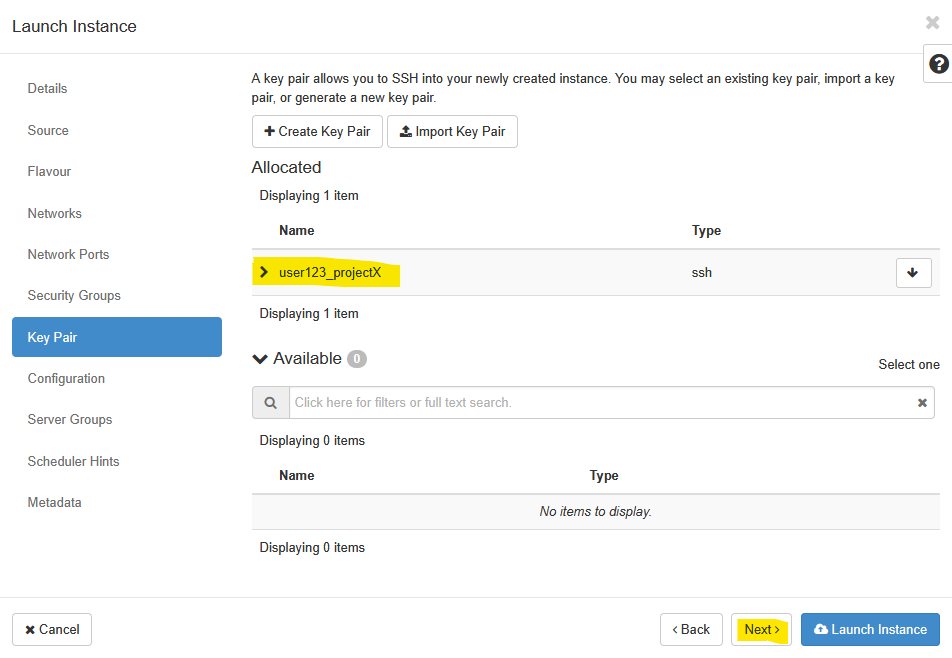 Launch Instance
Details
Source
Flavour
Networks
Network Ports
Security Groups
Key Pair
Configuration
Server Groups
Scheduler Hints
Metadata
A key pair allows you to SSH into your newly created instance. You may select an existing key pair, import a key
pair, or generate a new key pair.
Create Key Pair Import Key Pair
Allocated
Displaying 1 item
Name Type
user123_projectX ssh
Displaying 1 item
Available 0
Select one
Click here for filters or full text search.
Displaying 0 items
Name Type
No items to display.
Displaying 0 items
Cancel < Back Next > Launch Instance